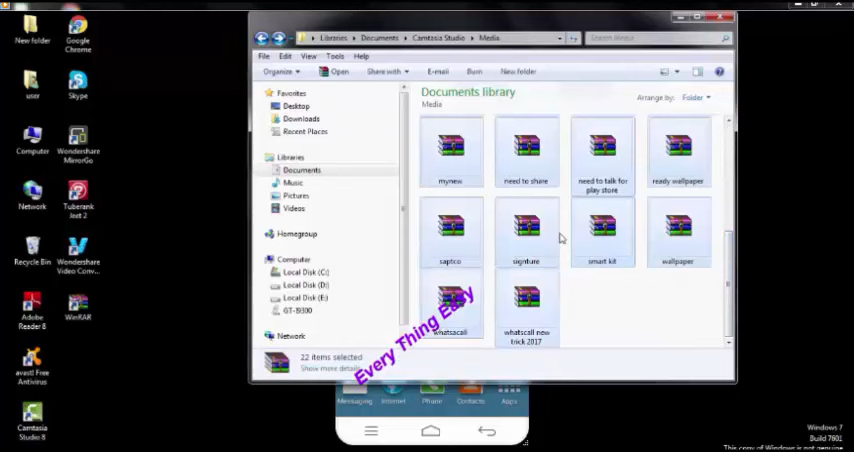 New folder
Google
Chrome
user
Skype
Computer
Wondershare
MirrorGo
Network
Tuberank
Jeet 2
Recycle Bin
Wondershare
Video Conv...
Adobe
Reader 8
WinRAR
avast! Free
Antivirus
Camtasia
Studio 8
Libraries Documents Camtasia Studio Media
File Edit View Tools Help
Organize Open Share with E-mail Burn New folder
Favorites
Desktop
Downloads
Recent Places
Libraries
Documents
Music
Pictures
Videos
Homegroup
Computer
Local Disk (C:)
Local Disk (D:)
Local Disk (E:)
GT-I9300
Network
Documents library
Media
Arrange by: Folder
mynew
need to share
need to talk for
play store
ready wallpaper
saptco
signture
smart kit
wallpaper
whatsacall
whatscall new
trick 2017
22 items selected
Show more details...
Every Thing Easy
Messaging Internet Phone Contacts Apps
Windows 7
Build 7601
This copy of Windows is not genuine